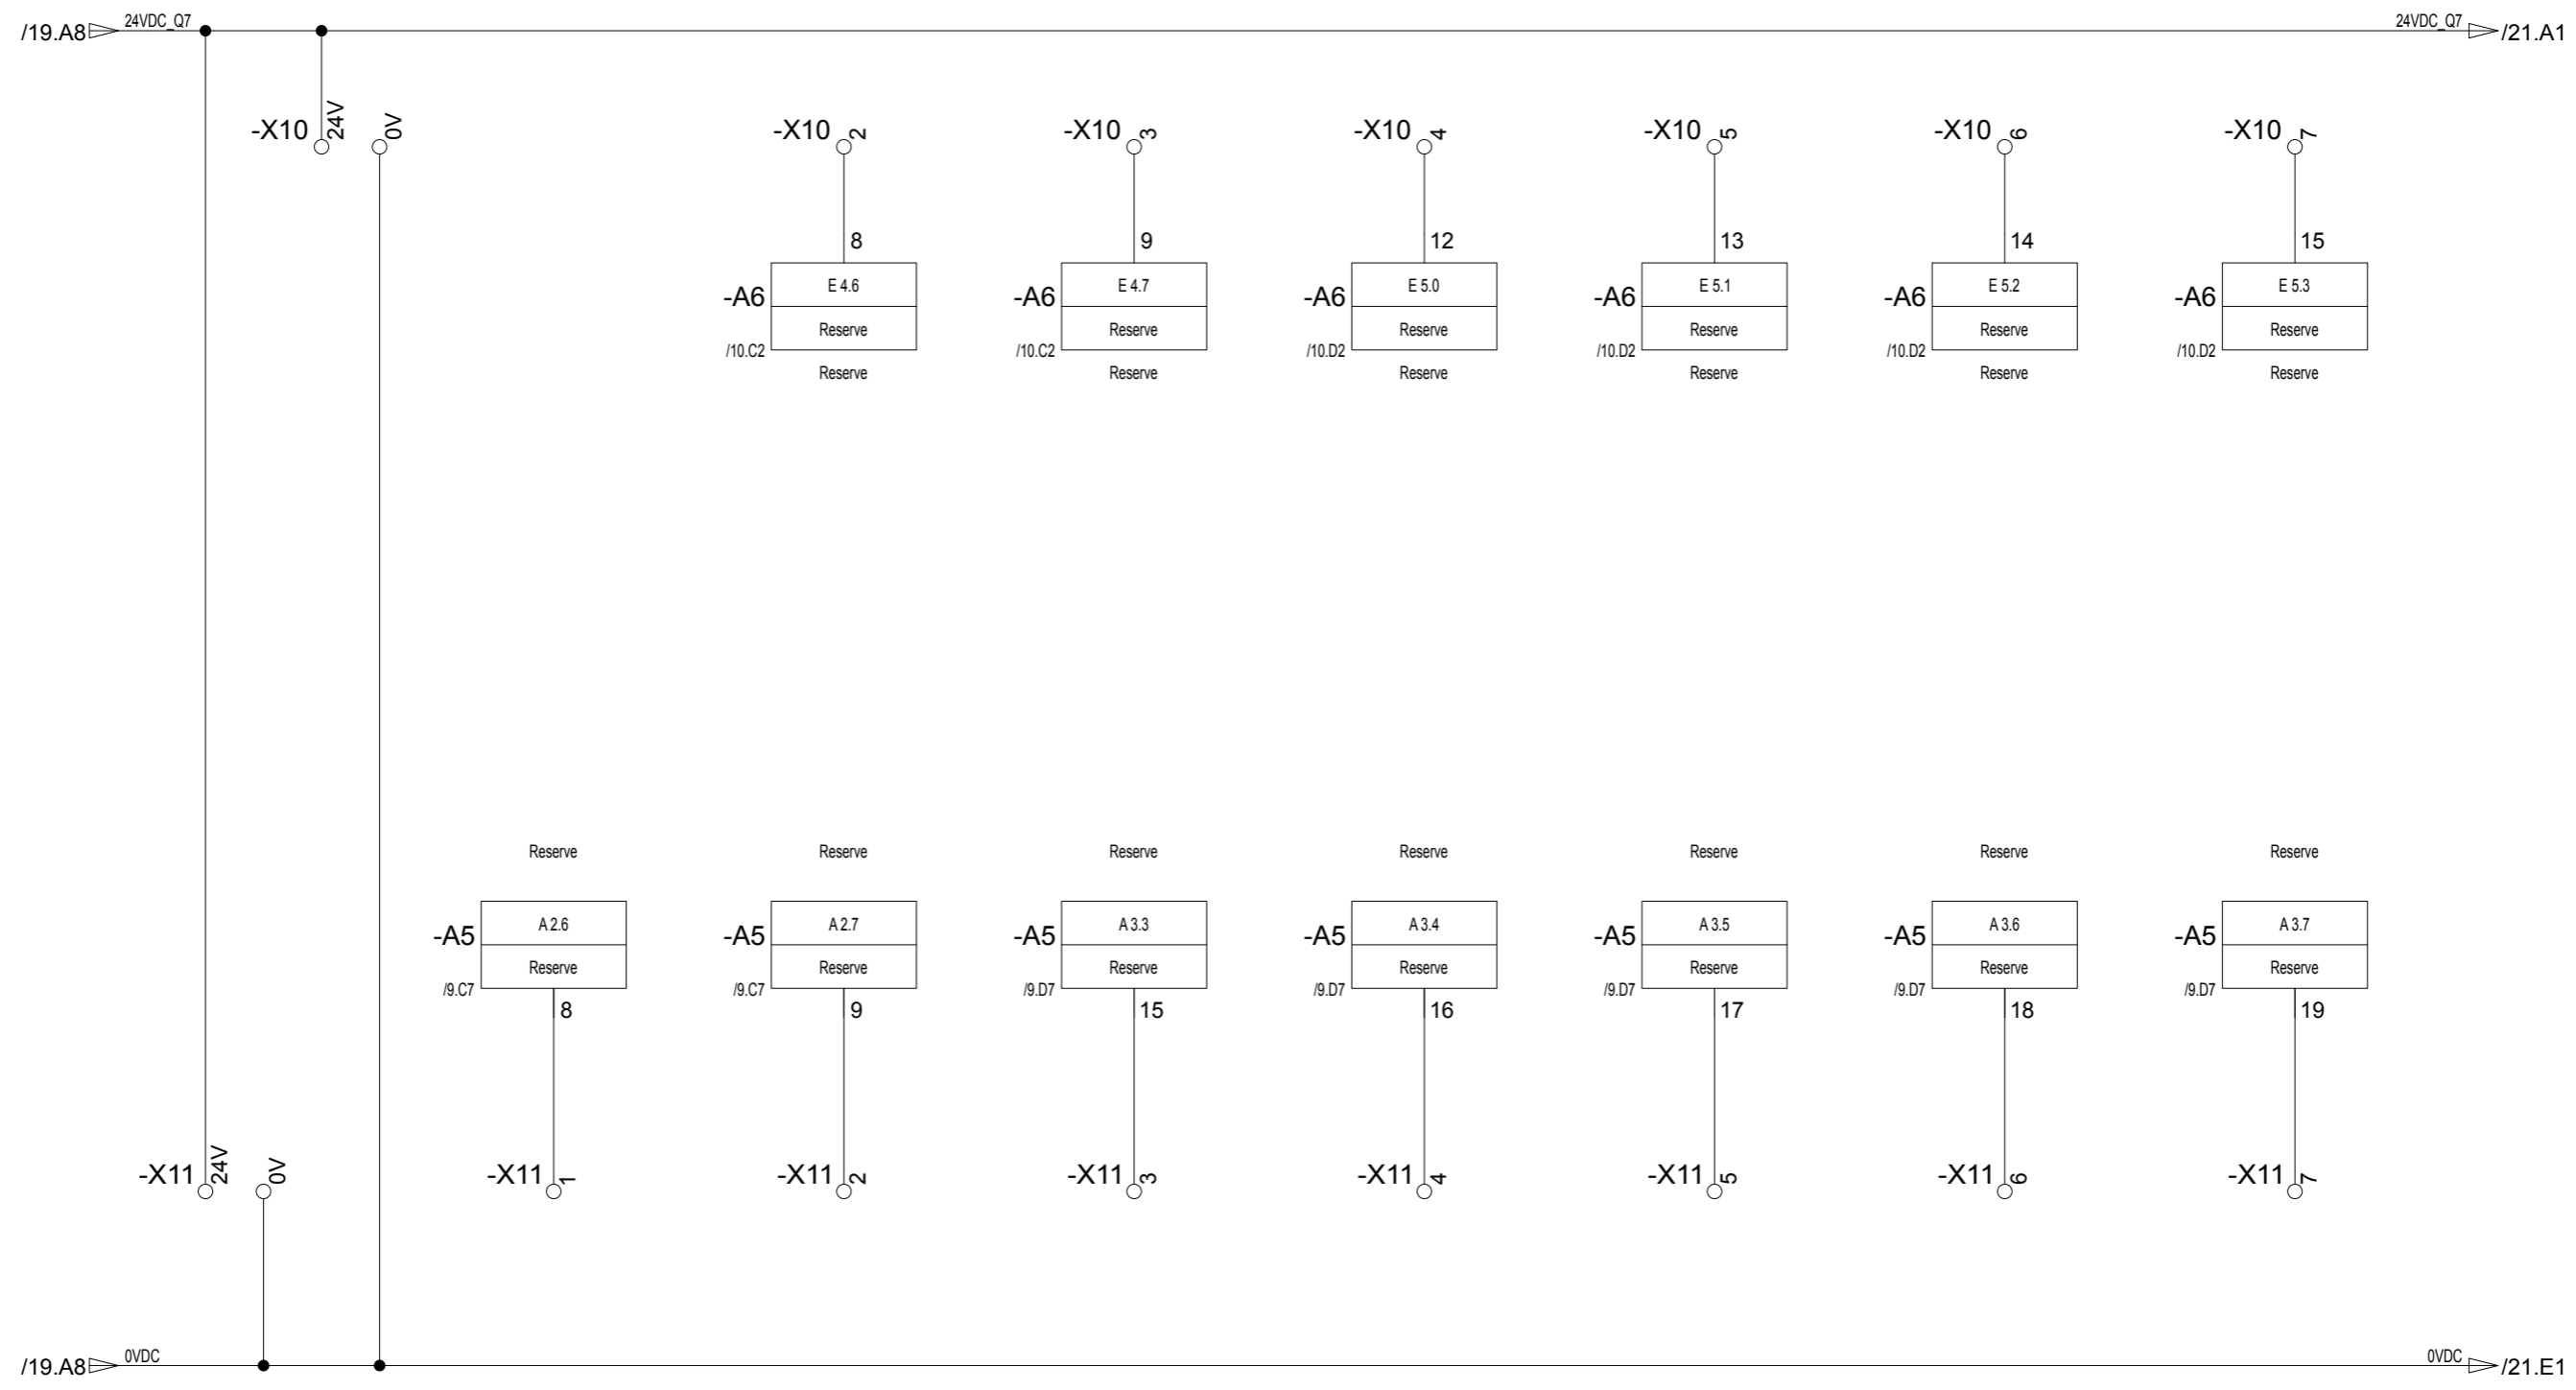 /19.A8 24VDC_Q7 24VDC_Q7 /21.A1
-X10 24V 0V -X10 2 -X10 3 -X10 4 -X10 5 -X10 6 -X10 7
8 9 12 13 14 15
E 4.6 E 4.7 E 5.0 E 5.1 E 5.2 E 5.3
-A6 -A6 -A6 -A6 -A6 -A6
Reserve Reserve Reserve Reserve Reserve Reserve
/10.C2 /10.C2 /10.D2 /10.D2 /10.D2 /10.D2
Reserve Reserve Reserve Reserve Reserve Reserve
Reserve Reserve Reserve Reserve Reserve Reserve Reserve
A 2.6 A 2.7 A 3.3 A 3.4 A 3.5 A 3.6 A 3.7
-A5 -A5 -A5 -A5 -A5 -A5 -A5
Reserve Reserve Reserve Reserve Reserve Reserve Reserve
/9.C7 /9.C7 /9.D7 /9.D7 /9.D7 /9.D7 /9.D7
8 9 15 16 17 18 19
-X11 24V 0V -X11 1 -X11 2 -X11 3 -X11 4 -X11 5 -X11 6 -X11 7
/19.A8 0VDC 0VDC /21.E1